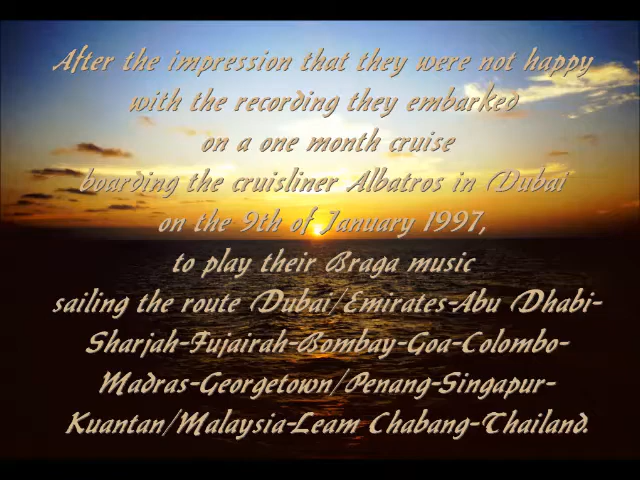 After the impression that they were not happy
with the recording they embarked
on a one month cruise
boarding the cruisliner Albatros in Dubai
on the 9th of January 1997,
to play their Braga music
sailing the route Dubai/Emirates-Abu Dhabi-
Sharjah-Fujairah-Bombay-Goa-Colombo-
Madras-Georgetown/Penang-Singapur-
Kuantan/Malaysia-Leam Chabang-Thailand.